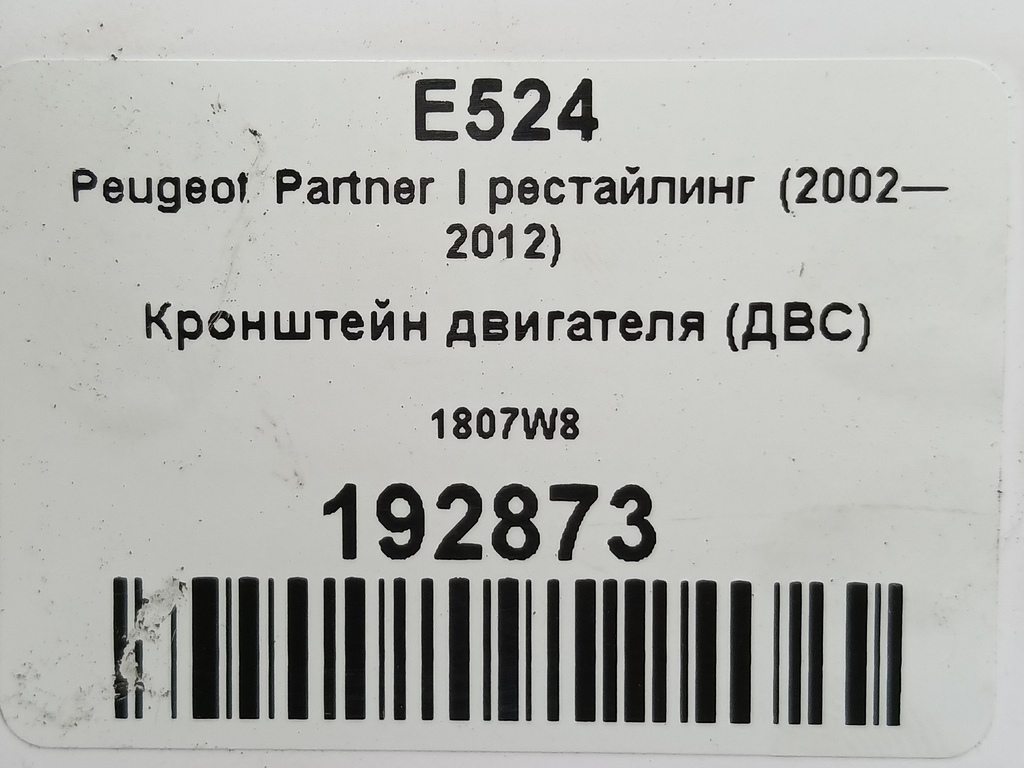 E524
Peugeot Partner I рестайлинг (2002—
2012)
Кронштейн двигателя (ДВС)
1807W8
192873